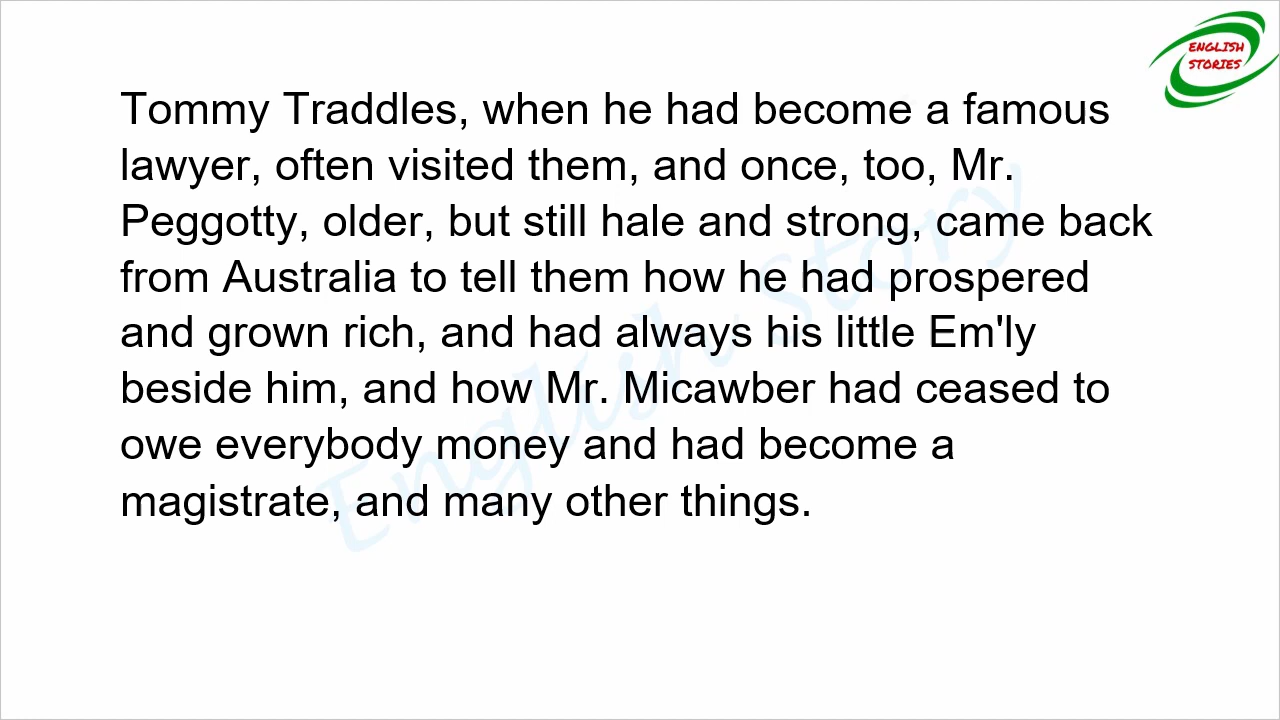 ENGLISH
STORIES
Tommy Traddles, when he had become a famous
lawyer, often visited them, and once, too, Mr.
Peggotty, older, but still hale and strong, came back
from Australia to tell them how he had prospered
and grown rich, and had always his little Em'ly
beside him, and how Mr. Micawber had ceased to
owe everybody money and had become a
magistrate, and many other things.
English Story